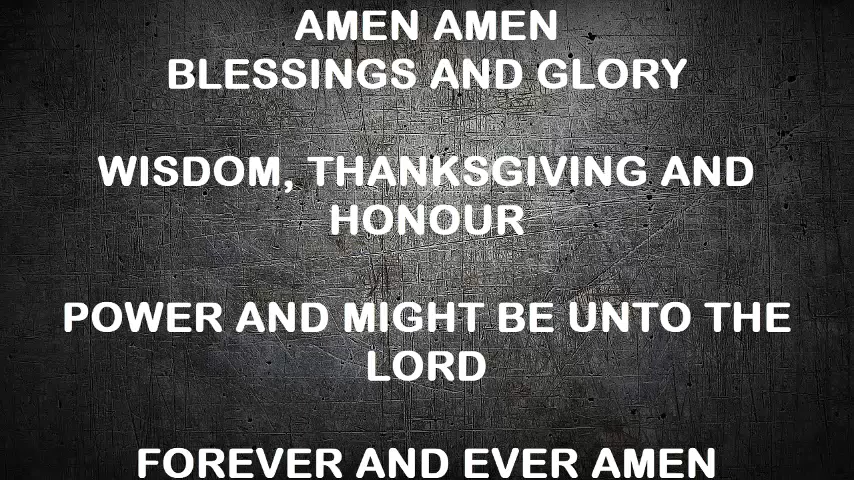 AMEN AMEN
BLESSINGS AND GLORY
WISDOM, THANKSGIVING AND
HONOUR
POWER AND MIGHT BE UNTO THE
LORD
FOREVER AND EVER AMEN